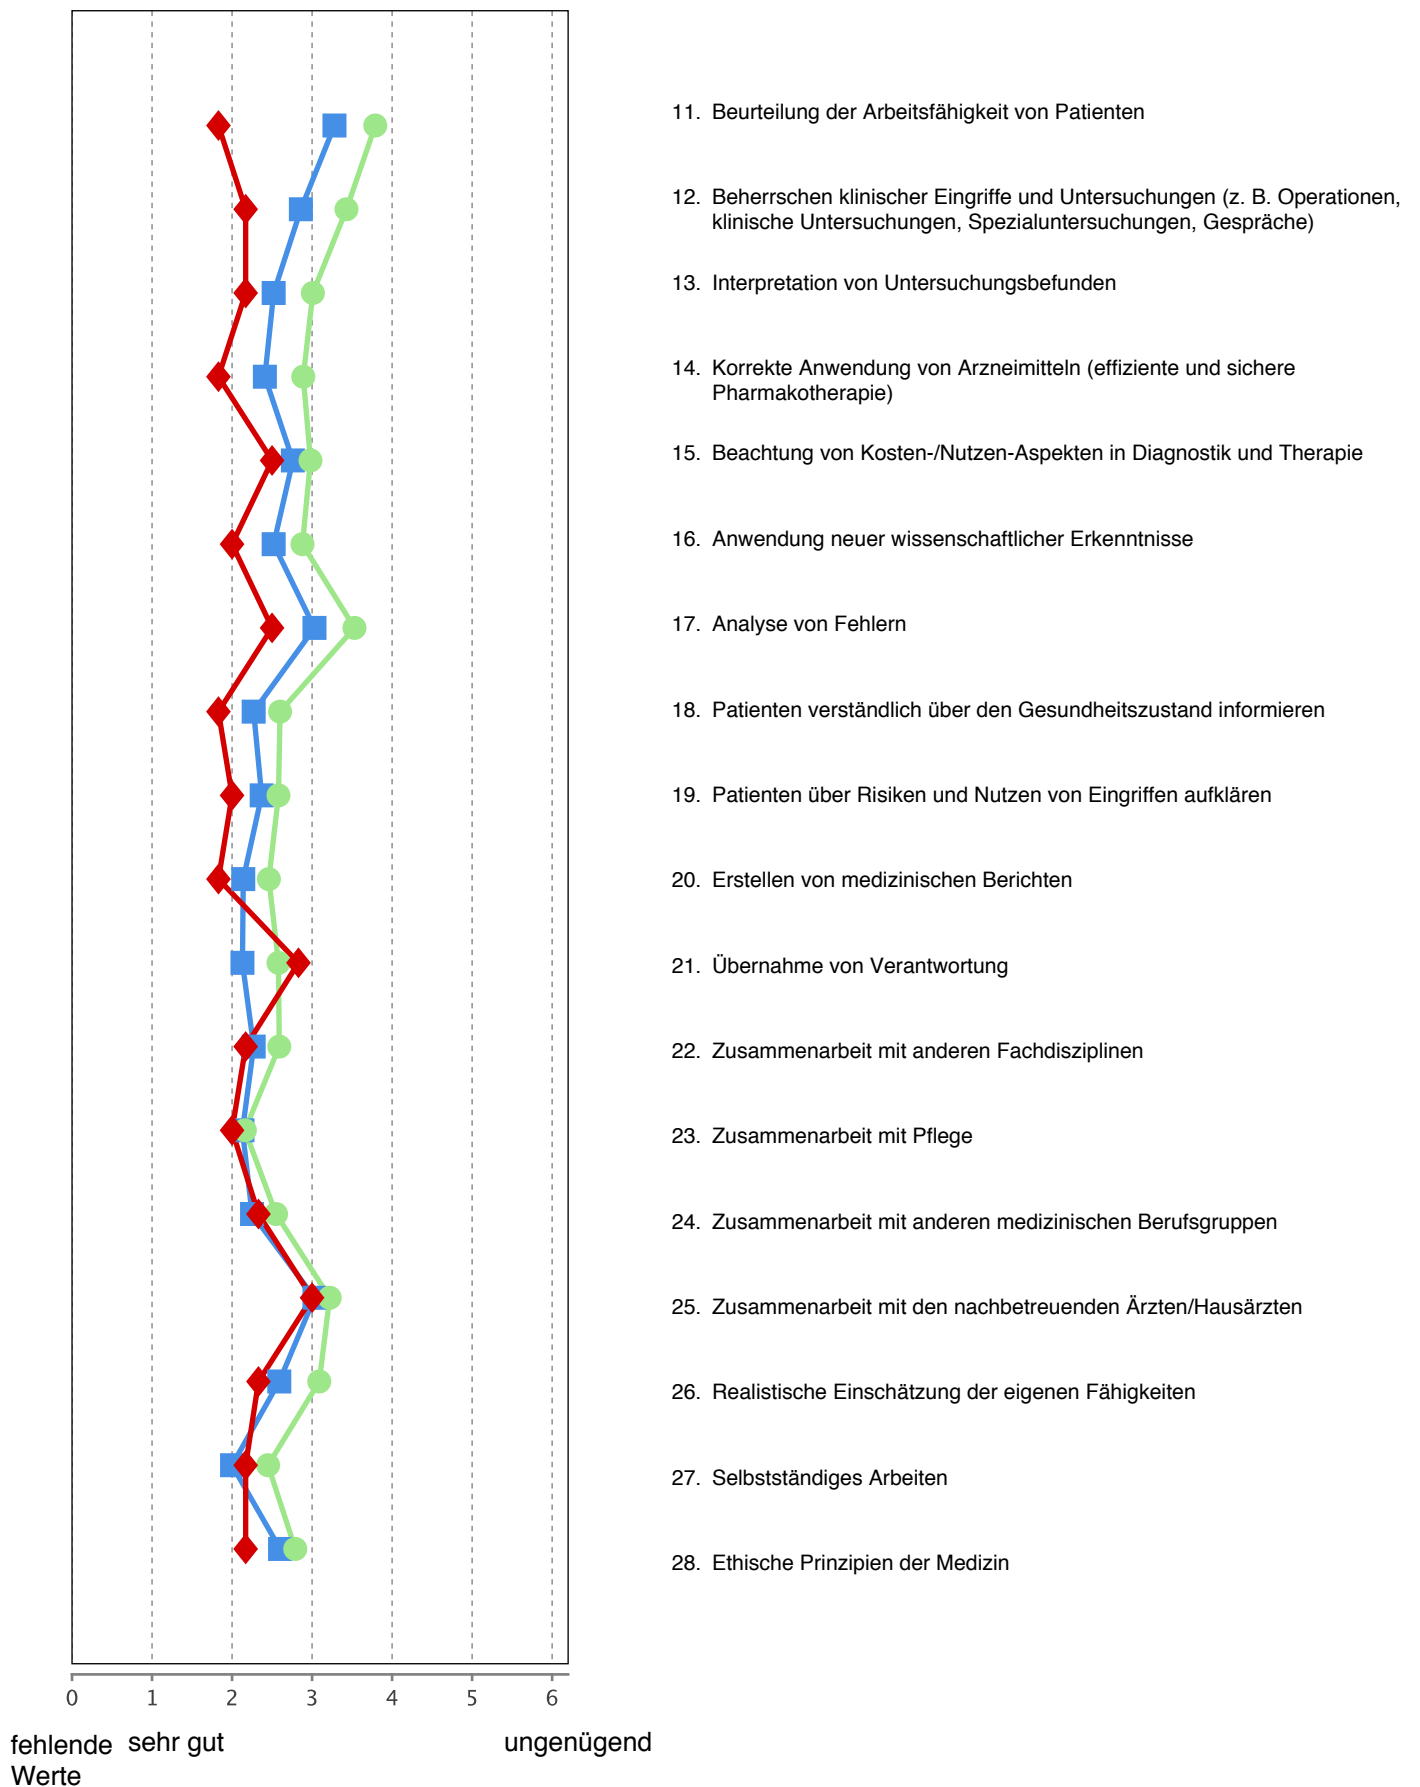 11. Beurteilung der Arbeitsfähigkeit von Patienten
12. Beherrschen klinischer Eingriffe und Untersuchungen (z. B. Operationen,
klinische Untersuchungen, Spezialuntersuchungen, Gespräche)
13. Interpretation von Untersuchungsbefunden
14. Korrekte Anwendung von Arzneimitteln (effiziente und sichere
Pharmakotherapie)
15. Beachtung von Kosten-/Nutzen-Aspekten in Diagnostik und Therapie
16. Anwendung neuer wissenschaftlicher Erkenntnisse
17. Analyse von Fehlern
18. Patienten verständlich über den Gesundheitszustand informieren
19. Patienten über Risiken und Nutzen von Eingriffen aufklären
20. Erstellen von medizinischen Berichten
21. Übernahme von Verantwortung
22. Zusammenarbeit mit anderen Fachdisziplinen
23. Zusammenarbeit mit Pflege
24. Zusammenarbeit mit anderen medizinischen Berufsgruppen
25. Zusammenarbeit mit den nachbetreuenden Ärzten/Hausärzten
26. Realistische Einschätzung der eigenen Fähigkeiten
27. Selbstständiges Arbeiten
28. Ethische Prinzipien der Medizin
0 1 2 3 4 5 6
fehlende sehr gut ungenügend
Werte